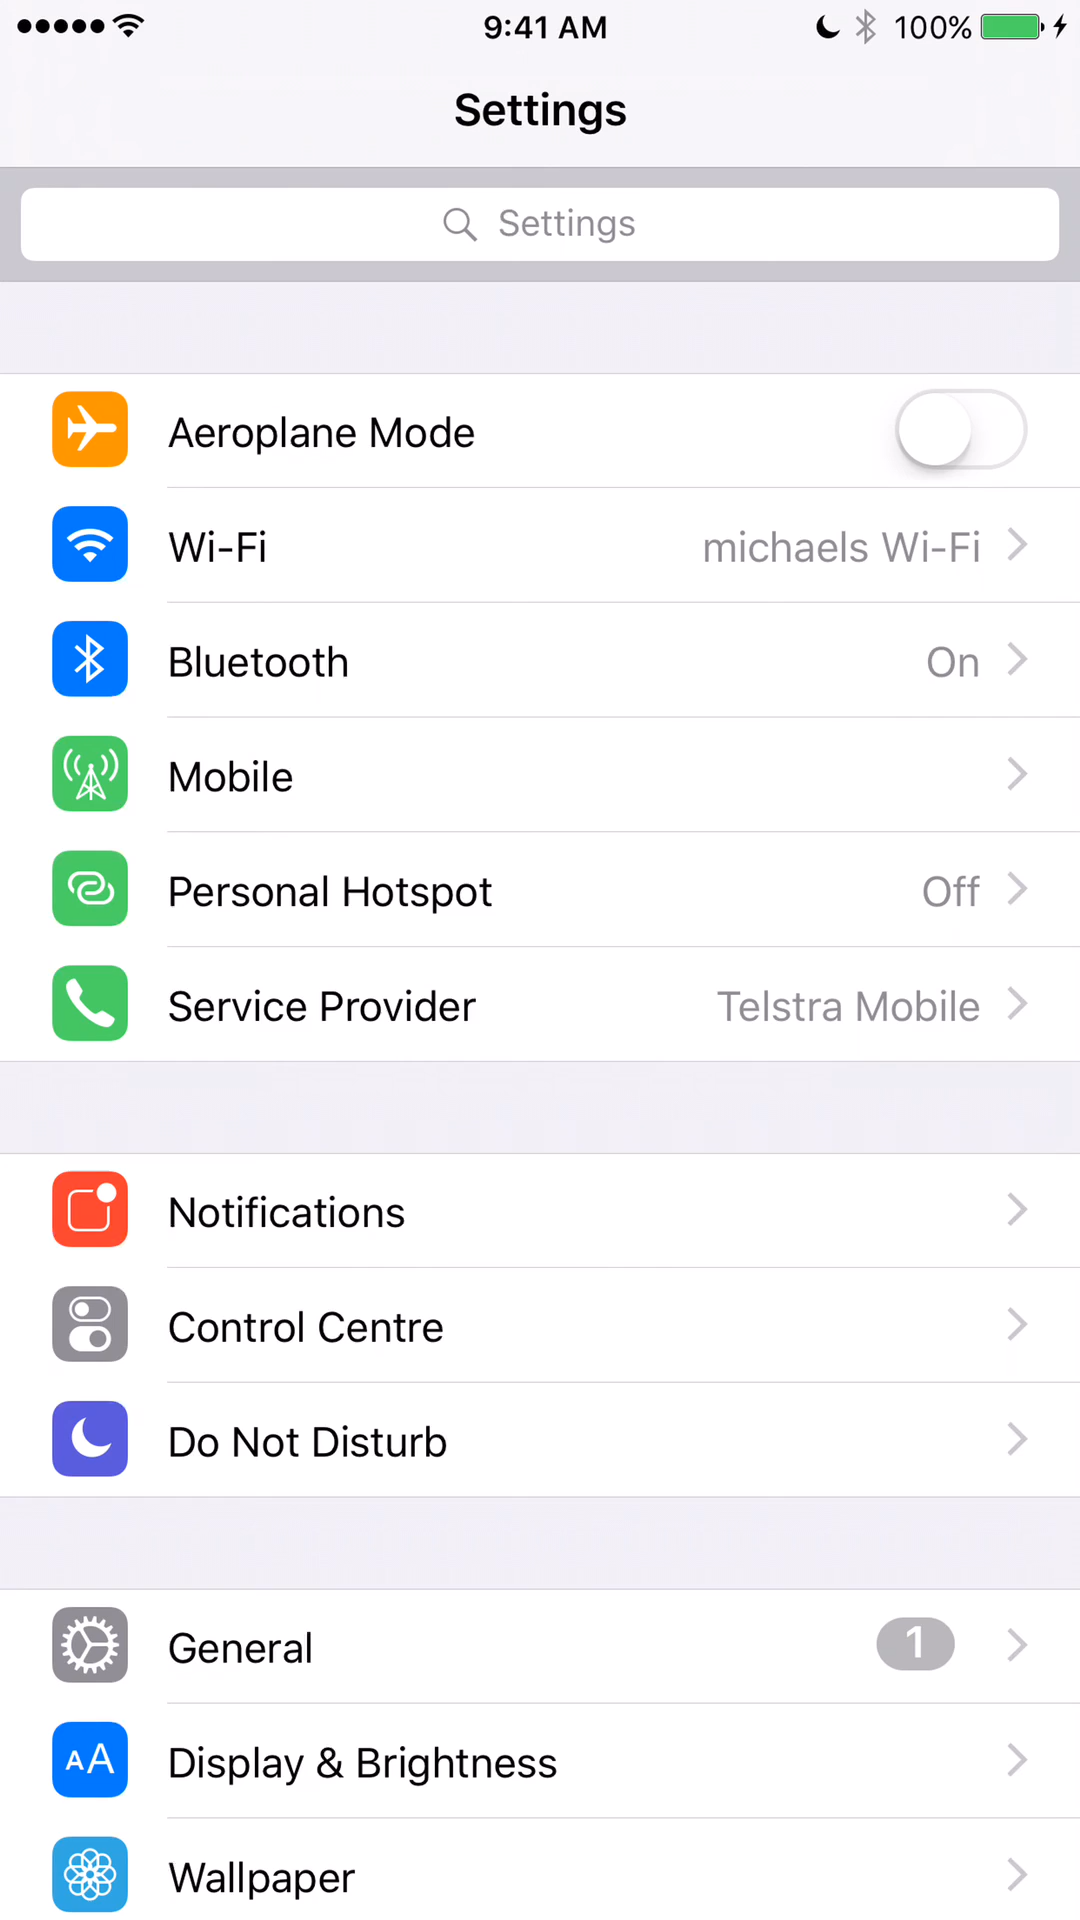 9:41 AM 100%
Settings
Settings
Aeroplane Mode
Wi-Fi michaels Wi-Fi
Bluetooth On
Mobile
Personal Hotspot Off
Service Provider Telstra Mobile
Notifications
Control Centre
Do Not Disturb
General 1
AA Display & Brightness
Wallpaper